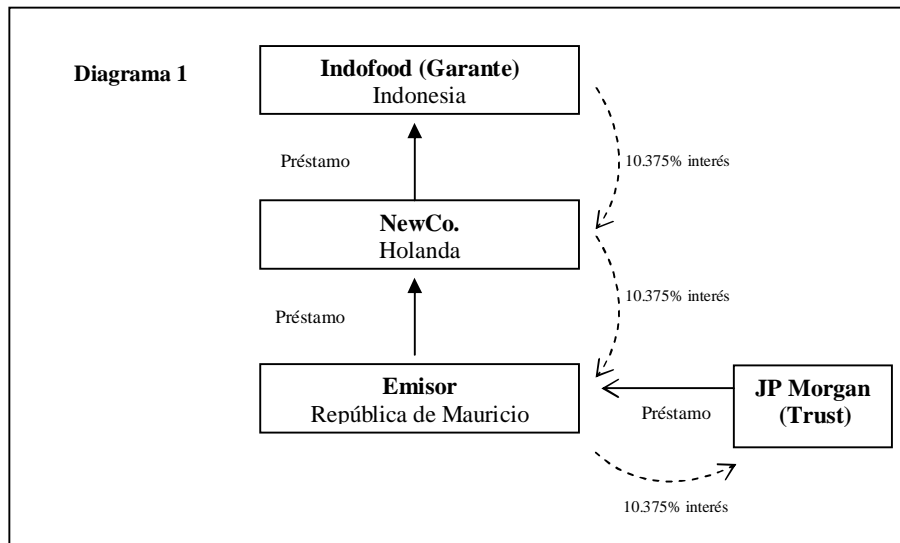 Diagrama 1
Indofood (Garante)
Indonesia
Préstamo
10.375% interés
NewCo.
Holanda
Préstamo
10.375% interés
Emisor
República de Mauricio
Préstamo
JP Morgan
(Trust)
10.375% interés